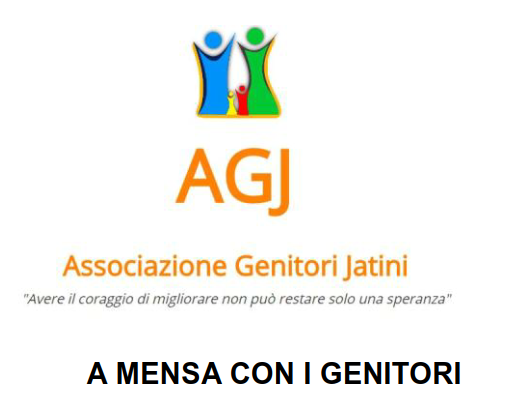 AGJ
Associazione Genitori Jatini
"Avere il coraggio di migliorare non può restare solo una speranza"
A MENSA CON I GENITORI